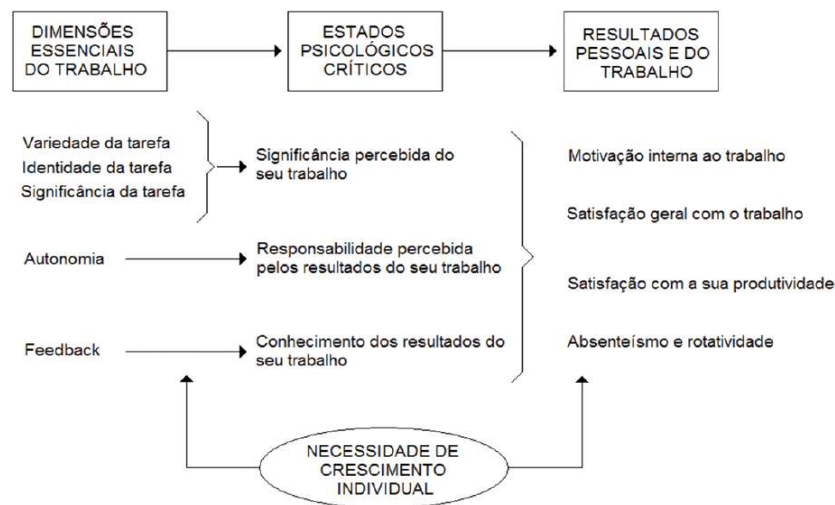 DIMENSÕES
ESSENCIAIS
DO TRABALHO
ESTADOS
PSICOLÓGICOS
CRÍTICOS
RESULTADOS
PESSOAIS E DO
TRABALHO
Variedade da tarefa
Identidade da tarefa
Significância da tarefa
Significância percebida do
seu trabalho
Autonomia
Responsabilidade percebida
pelos resultados do seu trabalho
Feedback
Conhecimento dos resultados do
seu trabalho
Motivação interna ao trabalho
Satisfação geral com o trabalho
Satisfação com a sua produtividade
Absenteísmo e rotatividade
NECESSIDADE DE
CRESCIMENTO
INDIVIDUAL